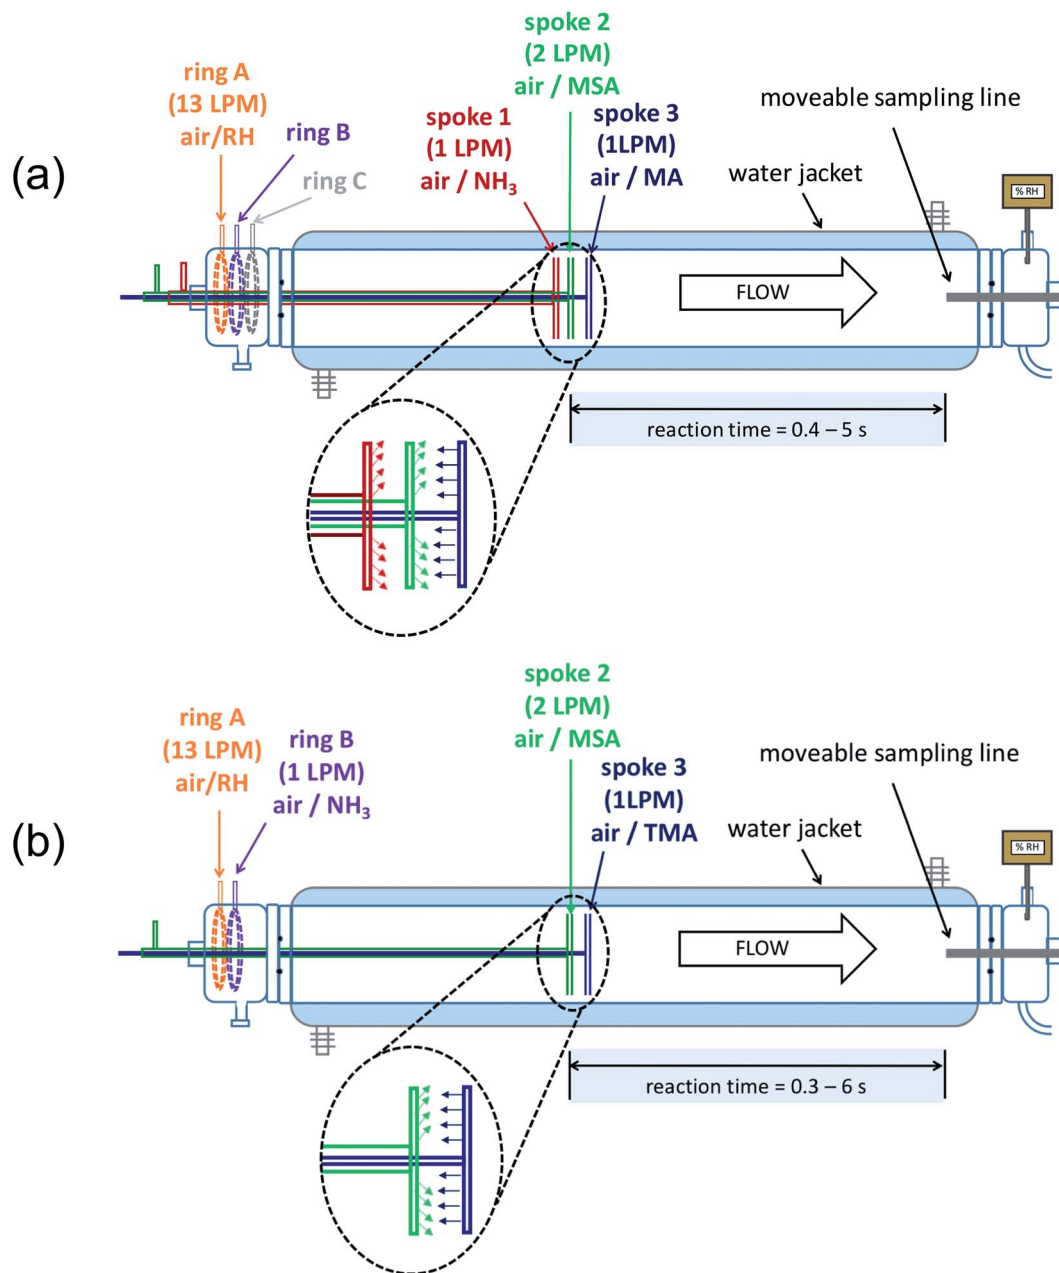 (a)
ring A
(13 LPM)
air/RH
ring B
ring C
spoke 1
(1 LPM)
air / NH₃
spoke 2
(2 LPM)
air / MSA
spoke 3
(1LPM)
air / MA
water jacket
moveable sampling line
% RH
FLOW
reaction time = 0.4 – 5 s
(b)
ring A
(13 LPM)
air/RH
ring B
(1 LPM)
air / NH₃
spoke 2
(2 LPM)
air / MSA
spoke 3
(1LPM)
air / TMA
water jacket
moveable sampling line
% RH
FLOW
reaction time = 0.3 – 6 s